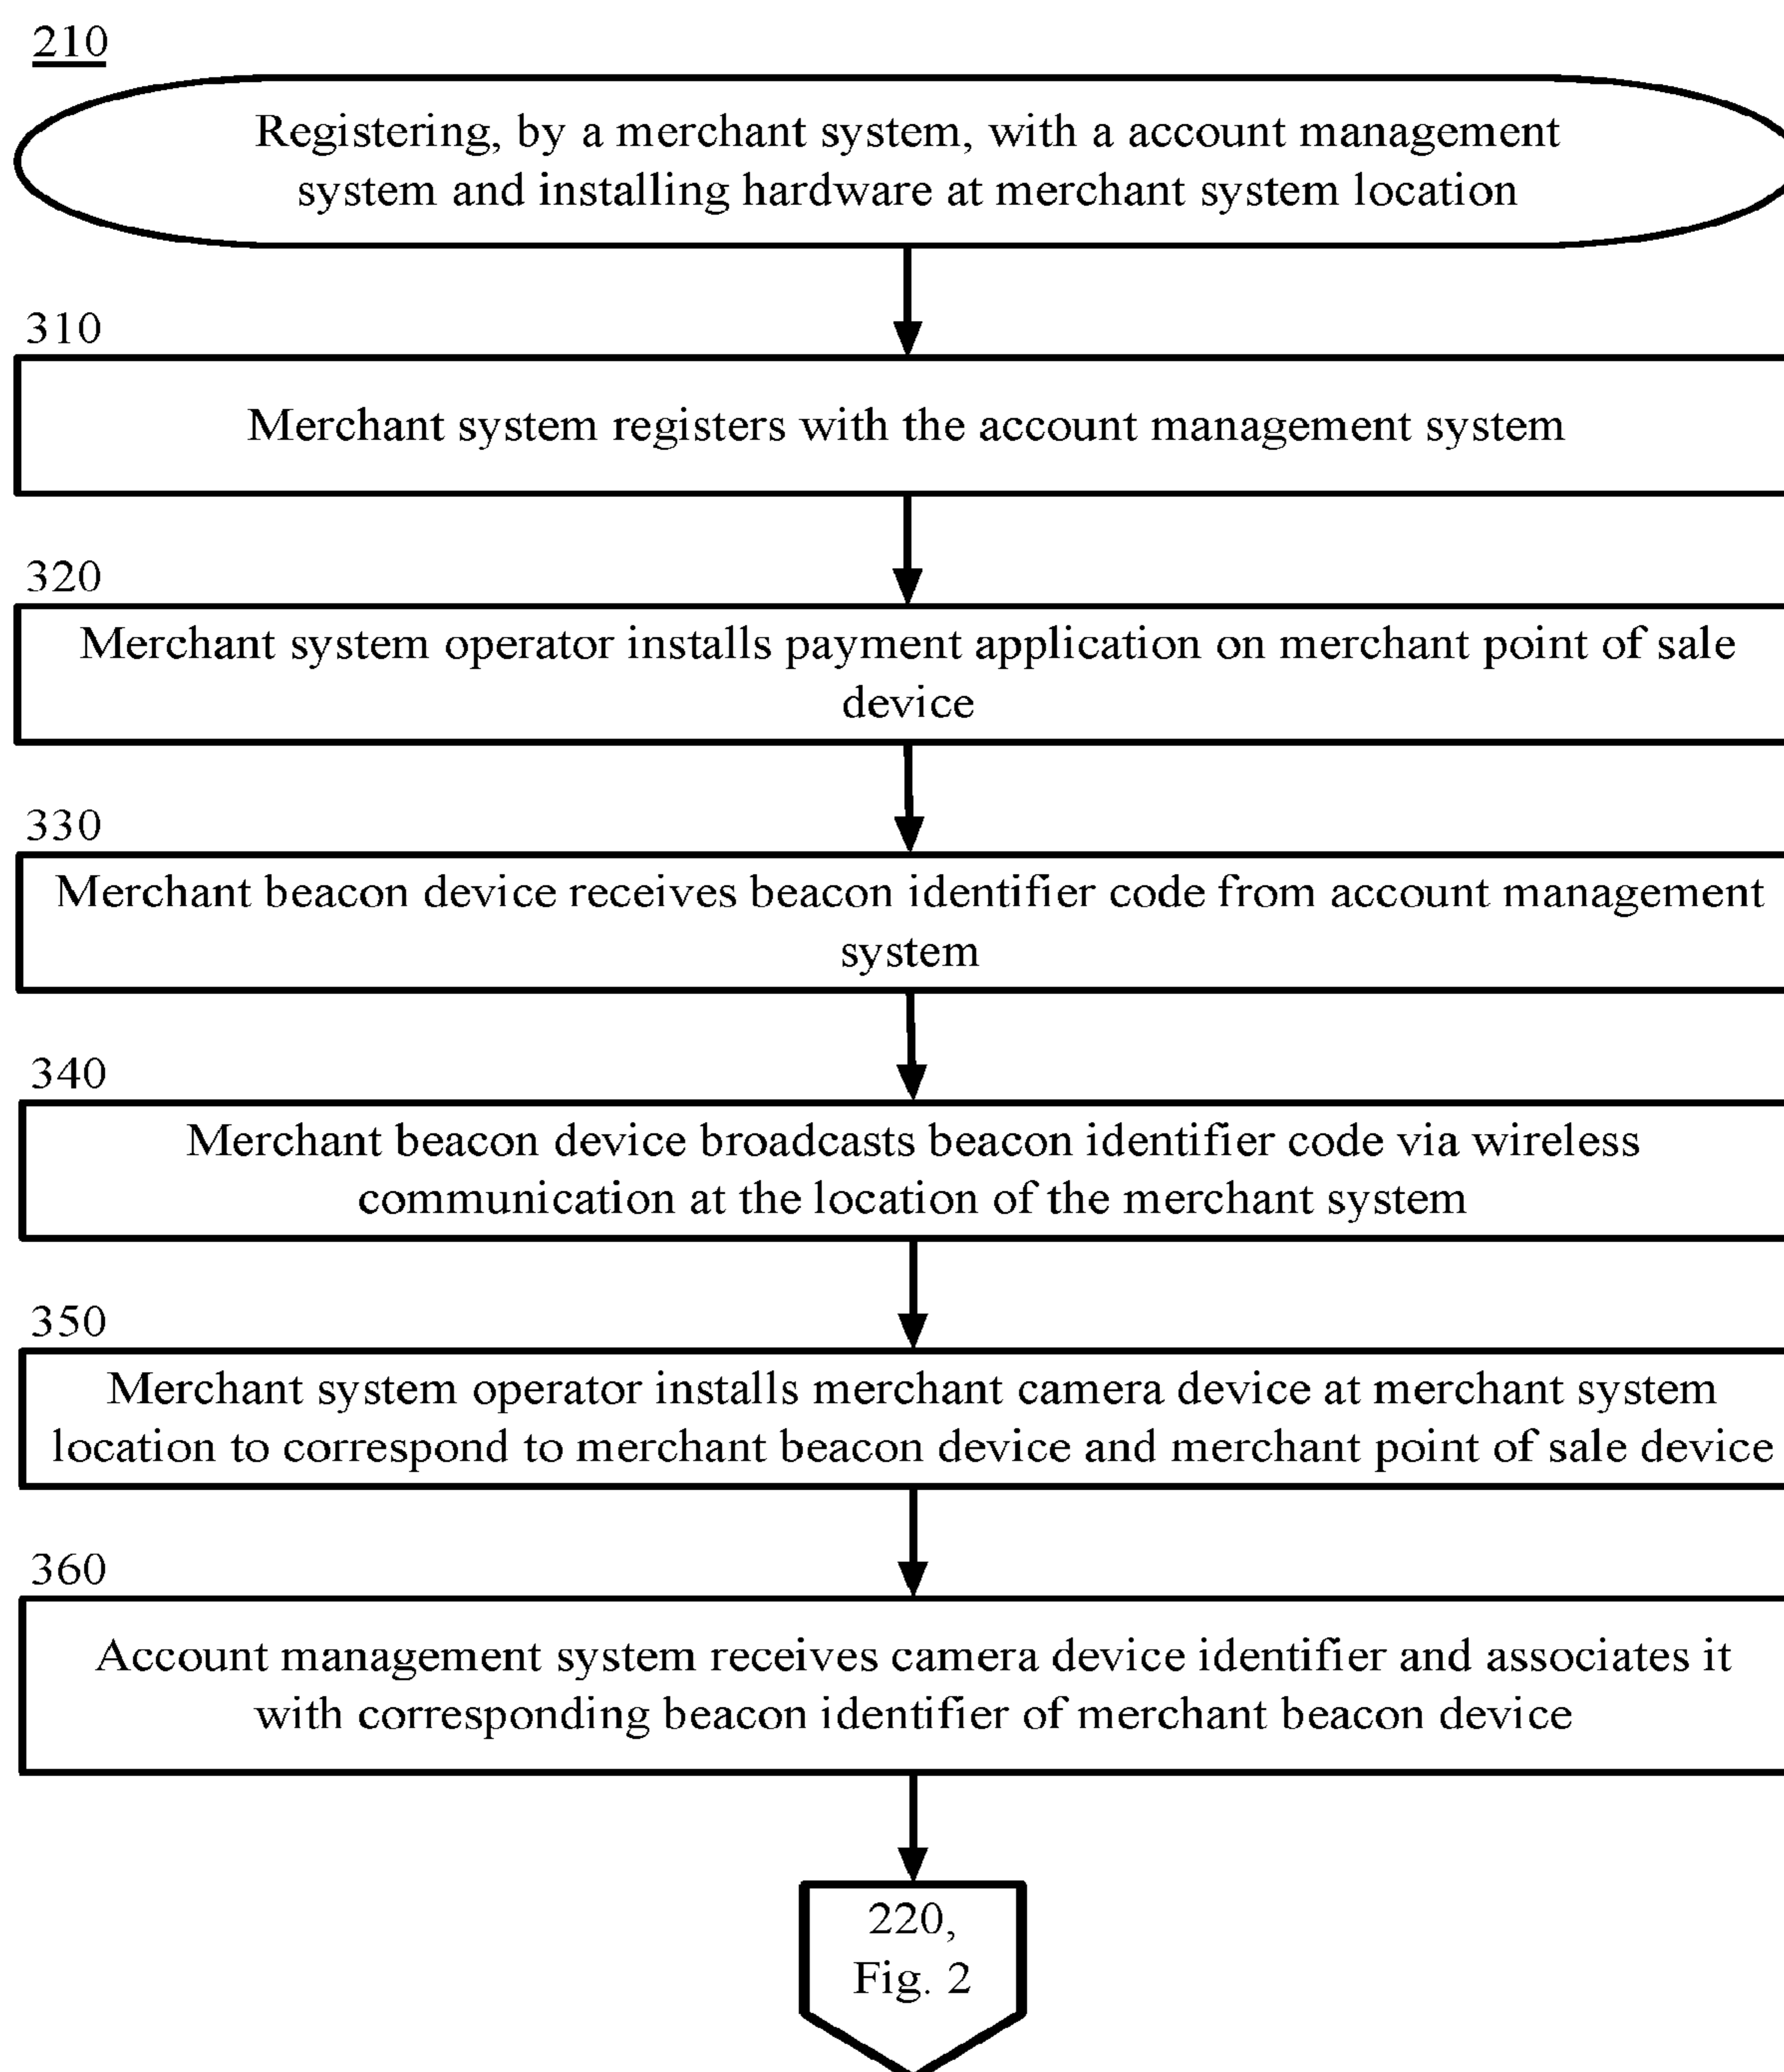 210
Registering, by a merchant system, with a account management
system and installing hardware at merchant system location
310
Merchant system registers with the account management system
320
Merchant system operator installs payment application on merchant point of sale
device
330
Merchant beacon device receives beacon identifier code from account management
system
340
Merchant beacon device broadcasts beacon identifier code via wireless
communication at the location of the merchant system
350
Merchant system operator installs merchant camera device at merchant system
location to correspond to merchant beacon device and merchant point of sale device
360
Account management system receives camera device identifier and associates it
with corresponding beacon identifier of merchant beacon device
220,
Fig. 2